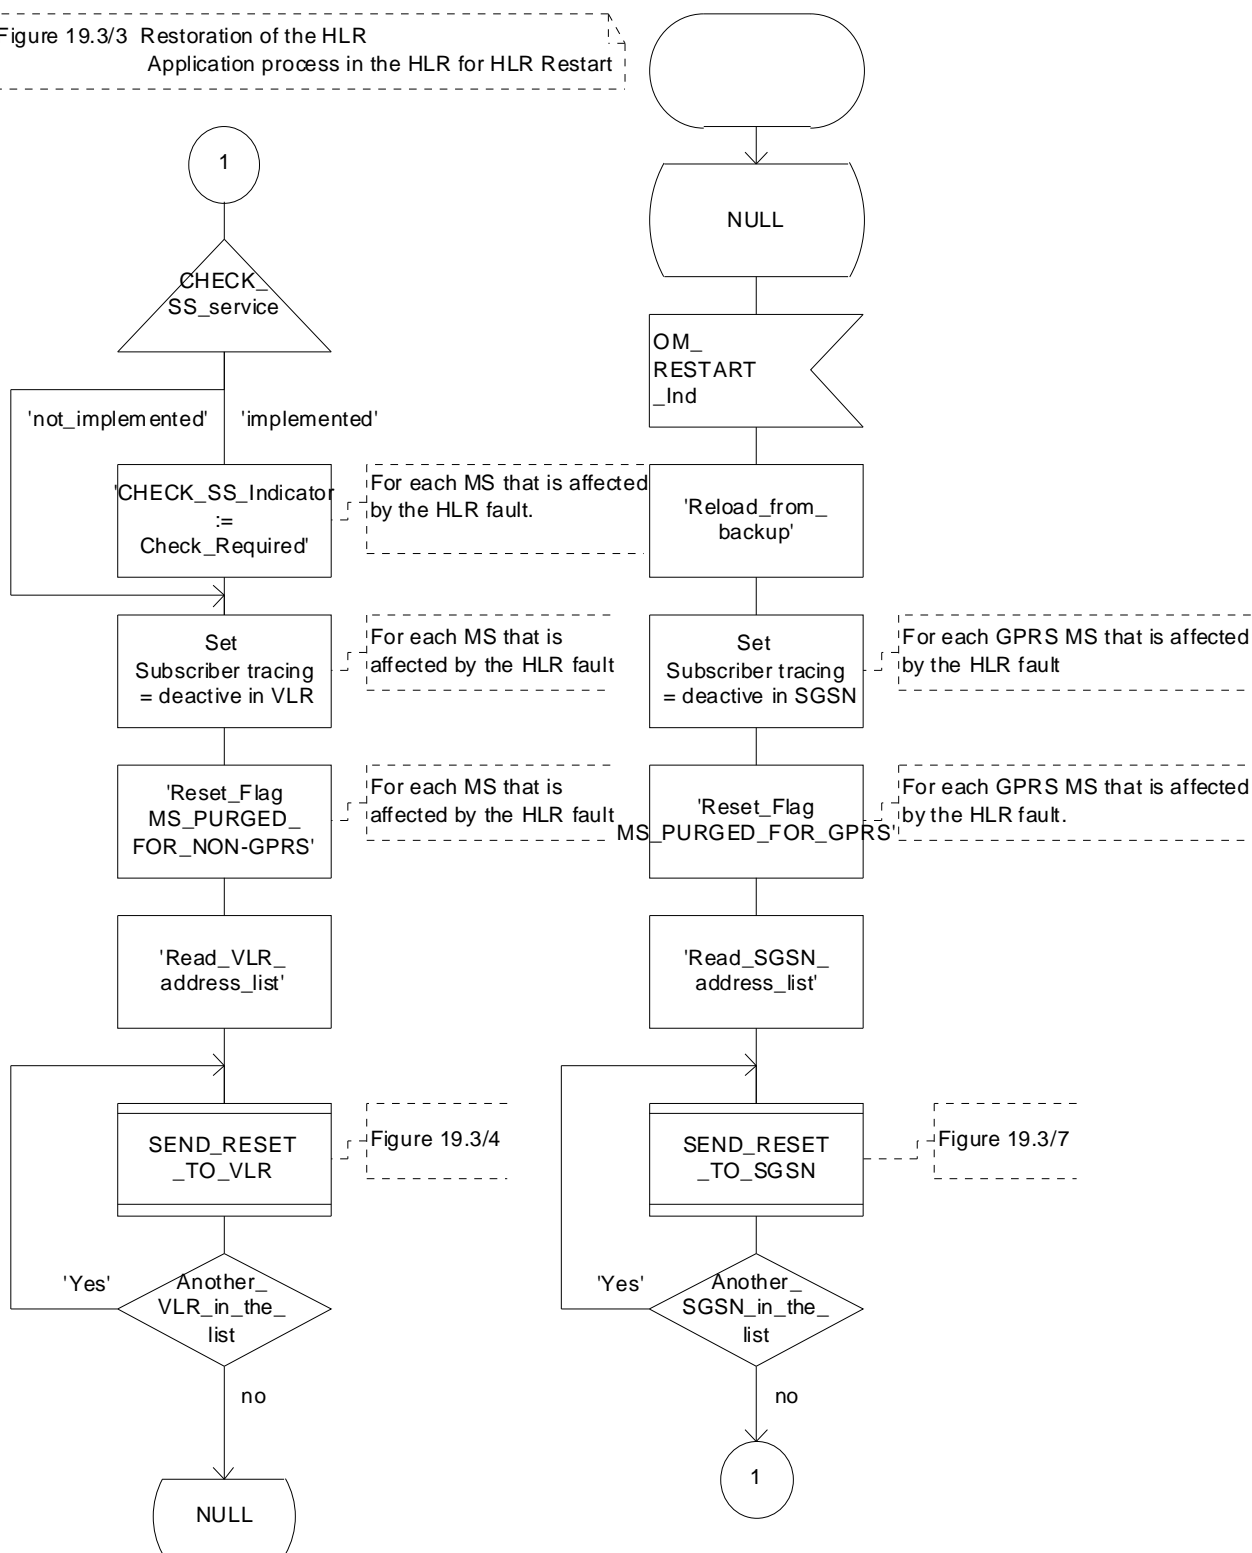 Figure 19.3/3 Restoration of the HLR
Application process in the HLR for HLR Restart
1
CHECK_
SS_service
'not_implemented'
'implemented'
'CHECK_SS_Indicator
:=
Check_Required'
For each MS that is affected
by the HLR fault.
Set
Subscriber tracing
= deactive in VLR
For each MS that is
affected by the HLR fault
'Reset_Flag
MS_PURGED_
FOR_NON-GPRS'
For each MS that is
affected by the HLR fault
'Read_VLR_
address_list'
SEND_RESET
_TO_VLR
Figure 19.3/4
'Yes'
Another_
VLR_in_the_
list
no
NULL
NULL
OM_
RESTART
_Ind
'Reload_from_
backup'
Set
Subscriber tracing
= deactive in SGSN
For each GPRS MS that is affected
by the HLR fault
'Reset_Flag
MS_PURGED_FOR_GPRS'
For each GPRS MS that is affected
by the HLR fault.
'Read_SGSN_
address_list'
SEND_RESET
_TO_SGSN
Figure 19.3/7
'Yes'
Another_
SGSN_in_the_
list
no
1